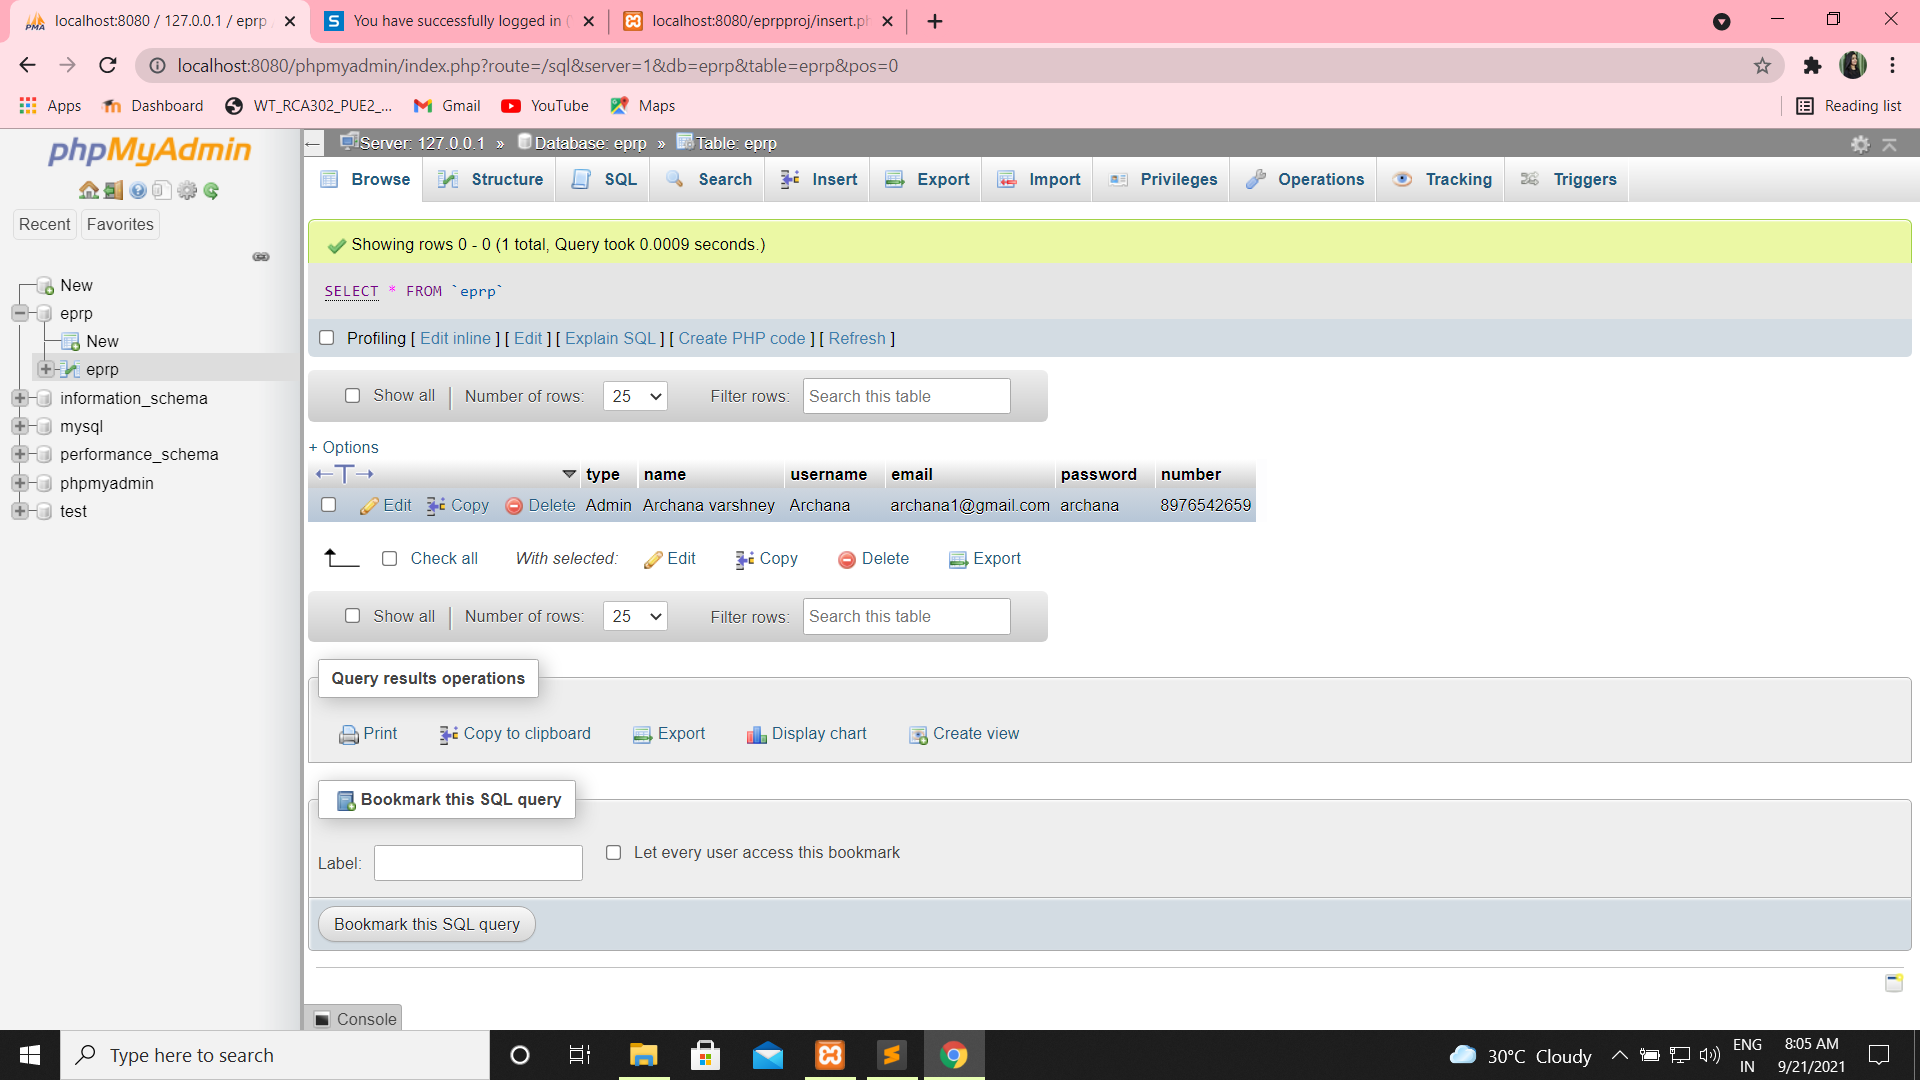 localhost:8080 / 127.0.0.1 / eprp
You have successfully logged in (
localhost:8080/eprpproj/insert.ph
localhost:8080/phpmyadmin/index.php?route=/sql&server=1&db=eprp&table=eprp&pos=0
Apps Dashboard WT_RCA302_PUE2_... Gmail YouTube Maps Reading list
phpMyAdmin
Recent Favorites
New
eprp
New
eprp
information_schema
mysql
performance_schema
phpmyadmin
test
Server: 127.0.0.1 » Database: eprp » Table: eprp
Browse Structure SQL Search Insert Export Import Privileges Operations Tracking Triggers
Showing rows 0 - 0 (1 total, Query took 0.0009 seconds.)
SELECT * FROM `eprp`
Profiling [ Edit inline ] [ Edit ] [ Explain SQL ] [ Create PHP code ] [ Refresh ]
Show all Number of rows: 25 Filter rows: Search this table
+ Options
←T→ type name username email password number
Edit Copy Delete Admin Archana varshney Archana archana1@gmail.com archana 8976542659
Check all With selected: Edit Copy Delete Export
Show all Number of rows: 25 Filter rows: Search this table
Query results operations
Print Copy to clipboard Export Display chart Create view
Bookmark this SQL query
Label: Let every user access this bookmark
Bookmark this SQL query
Console
Type here to search
30°C Cloudy
ENG
IN
8:05 AM
9/21/2021